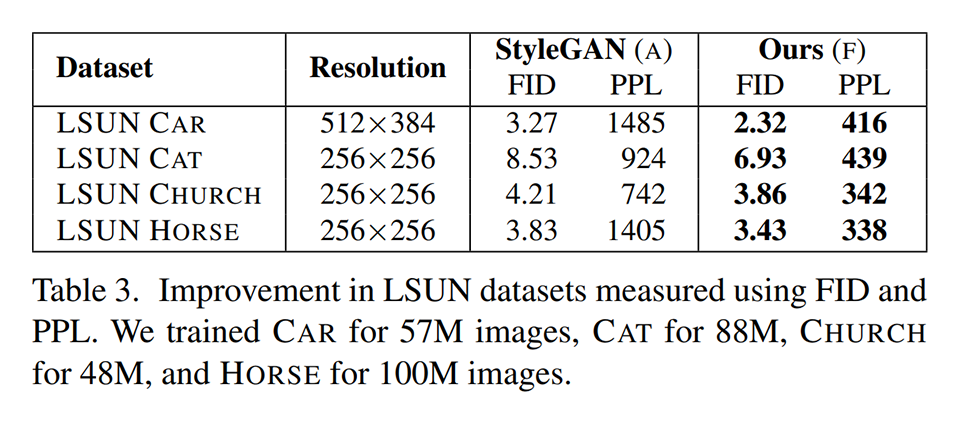 Dataset Resolution StyleGAN (A) Ours (F)
FID PPL FID PPL
LSUN CAR 512×384 3.27 1485 2.32 416
LSUN CAT 256×256 8.53 924 6.93 439
LSUN CHURCH 256×256 4.21 742 3.86 342
LSUN HORSE 256×256 3.83 1405 3.43 338
Table 3. Improvement in LSUN datasets measured using FID and
PPL. We trained CAR for 57M images, CAT for 88M, CHURCH
for 48M, and HORSE for 100M images.